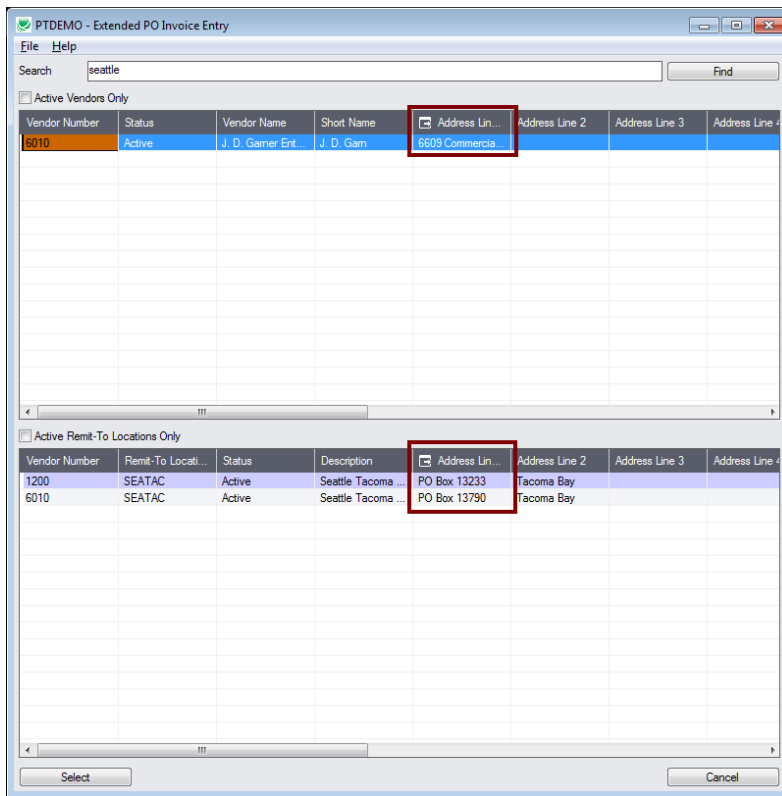 PTDEMO - Extended PO Invoice Entry
File Help
Search seattle Find
Active Vendors Only
Vendor Number Status Vendor Name Short Name Address Lin... Address Line 2 Address Line 3 Address Line 4
6010 Active J. D. Garner Ent... J. D. Garn 6609 Commercia...
Active Remit-To Locations Only
Vendor Number Remit-To Locati... Status Description Address Lin... Address Line 2 Address Line 3 Address Line 4
1200 SEATAC Active Seattle Tacoma ... PO Box 13233 Tacoma Bay
6010 SEATAC Active Seattle Tacoma ... PO Box 13790 Tacoma Bay
Select Cancel